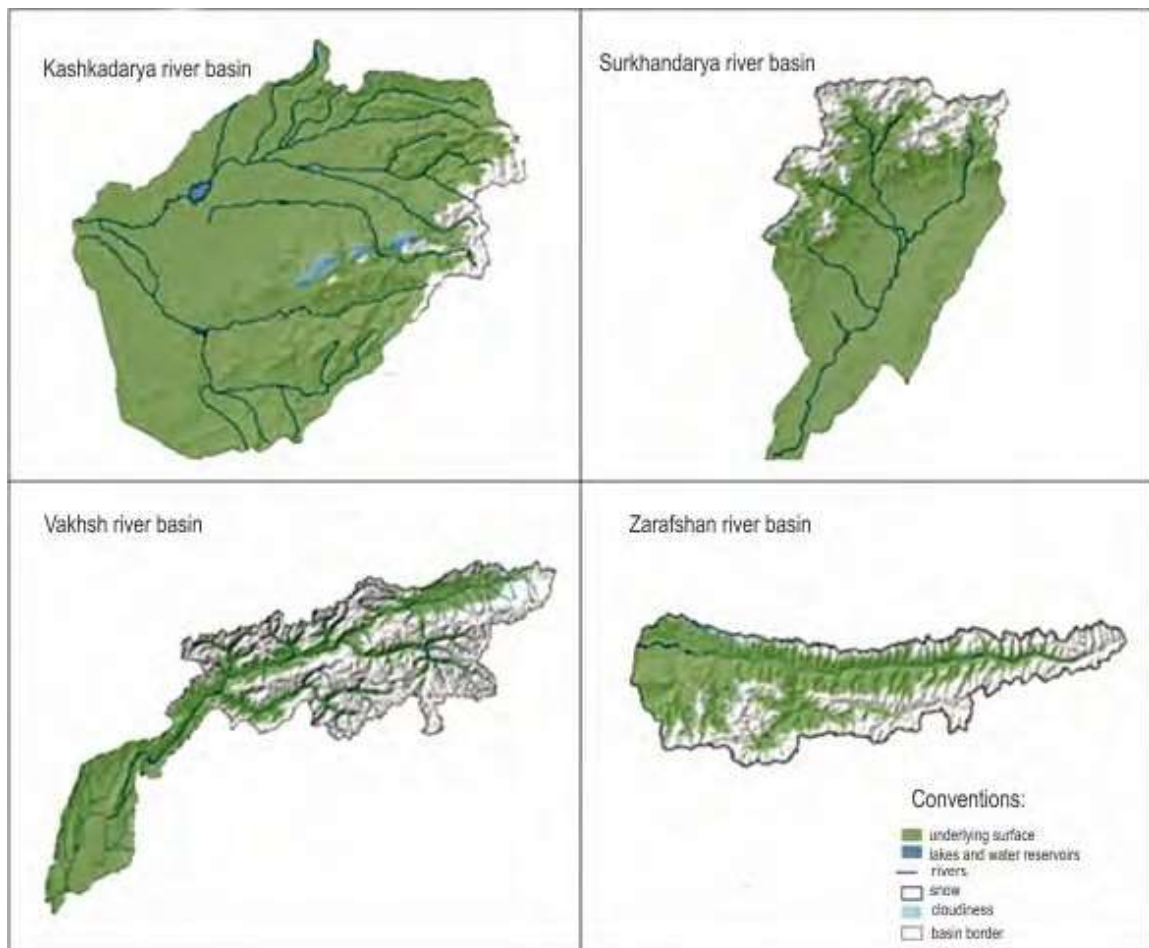 Kashkadarya river basin
Surkhandarya river basin
Vakhsh river basin
Zarafshan river basin
Conventions:
underlying surface
lakes and water reservoirs
rivers
snow
cloudiness
basin border